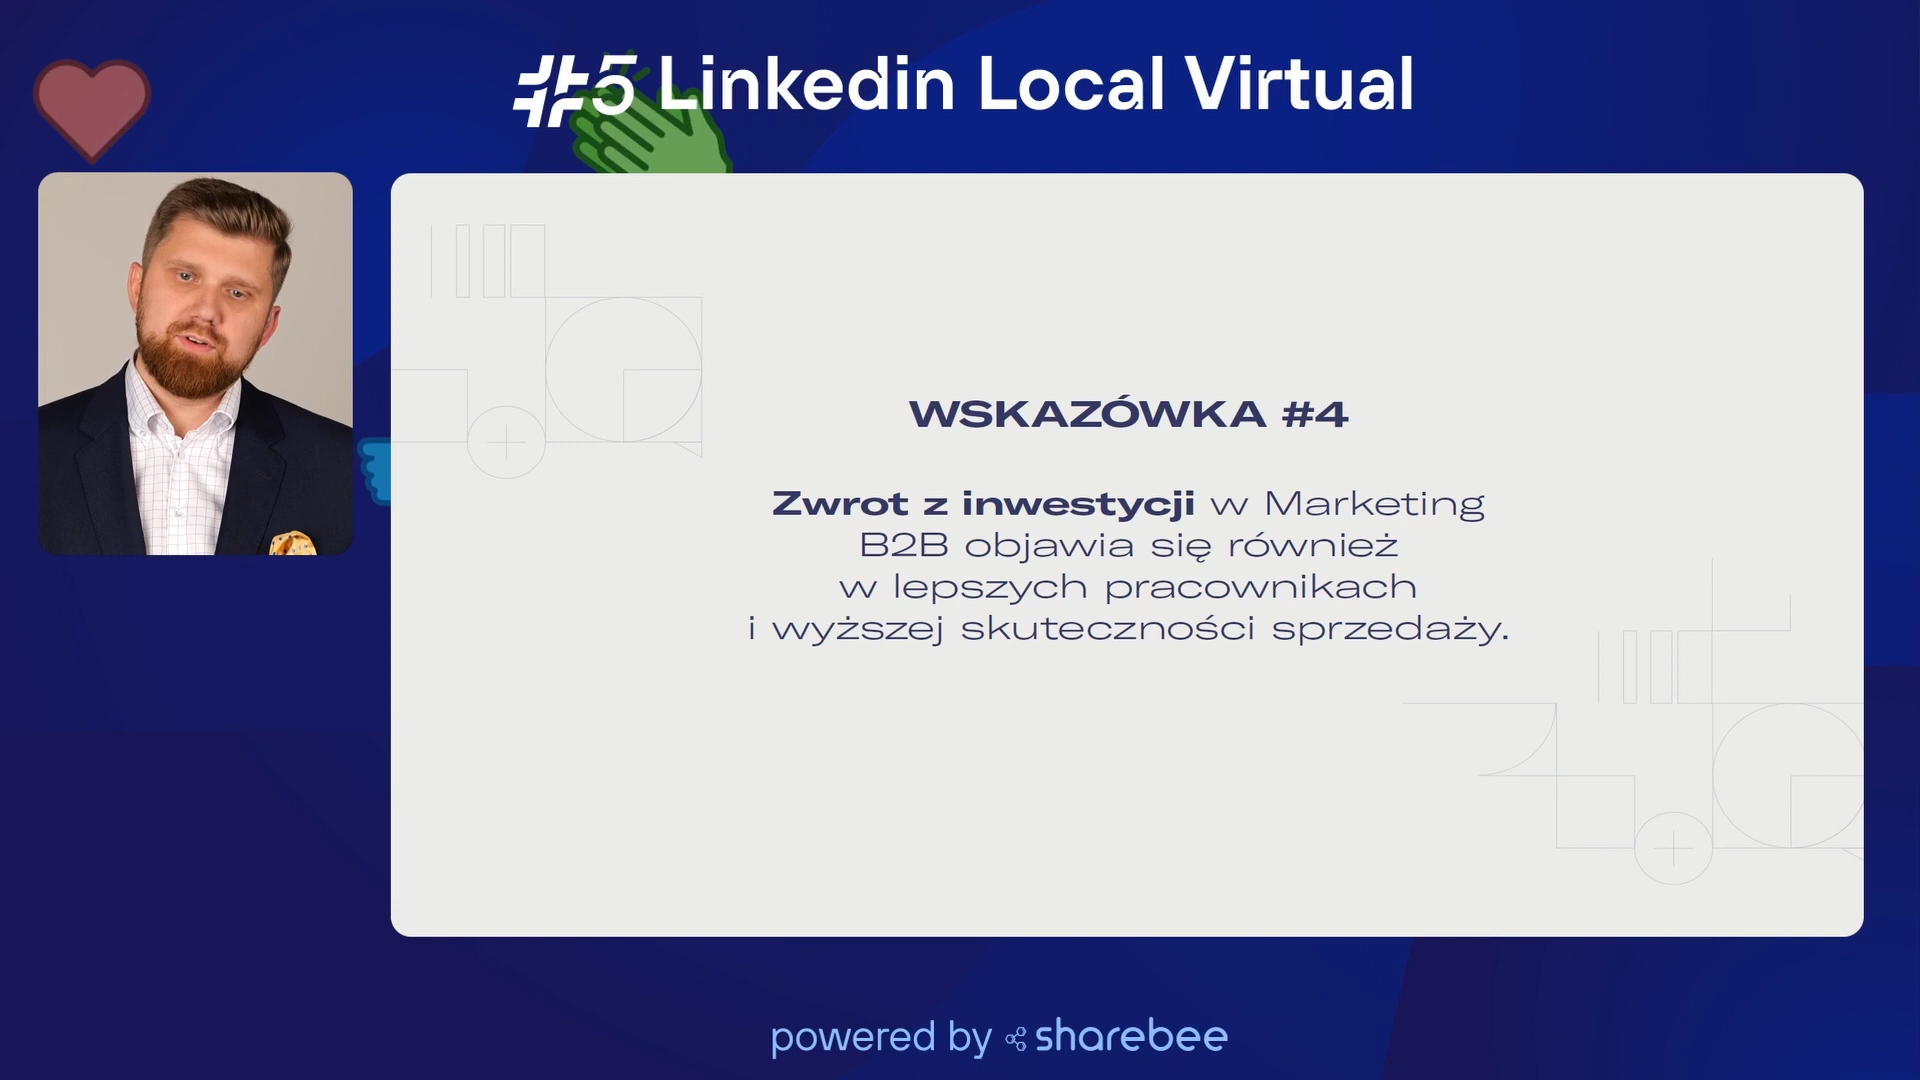 #5 Linkedin Local Virtual
WSKAZÓWKA #4
Zwrot z inwestycji w Marketing
B2B objawia się również
w lepszych pracownikach
i wyższej skuteczności sprzedaży.
powered by sharebee